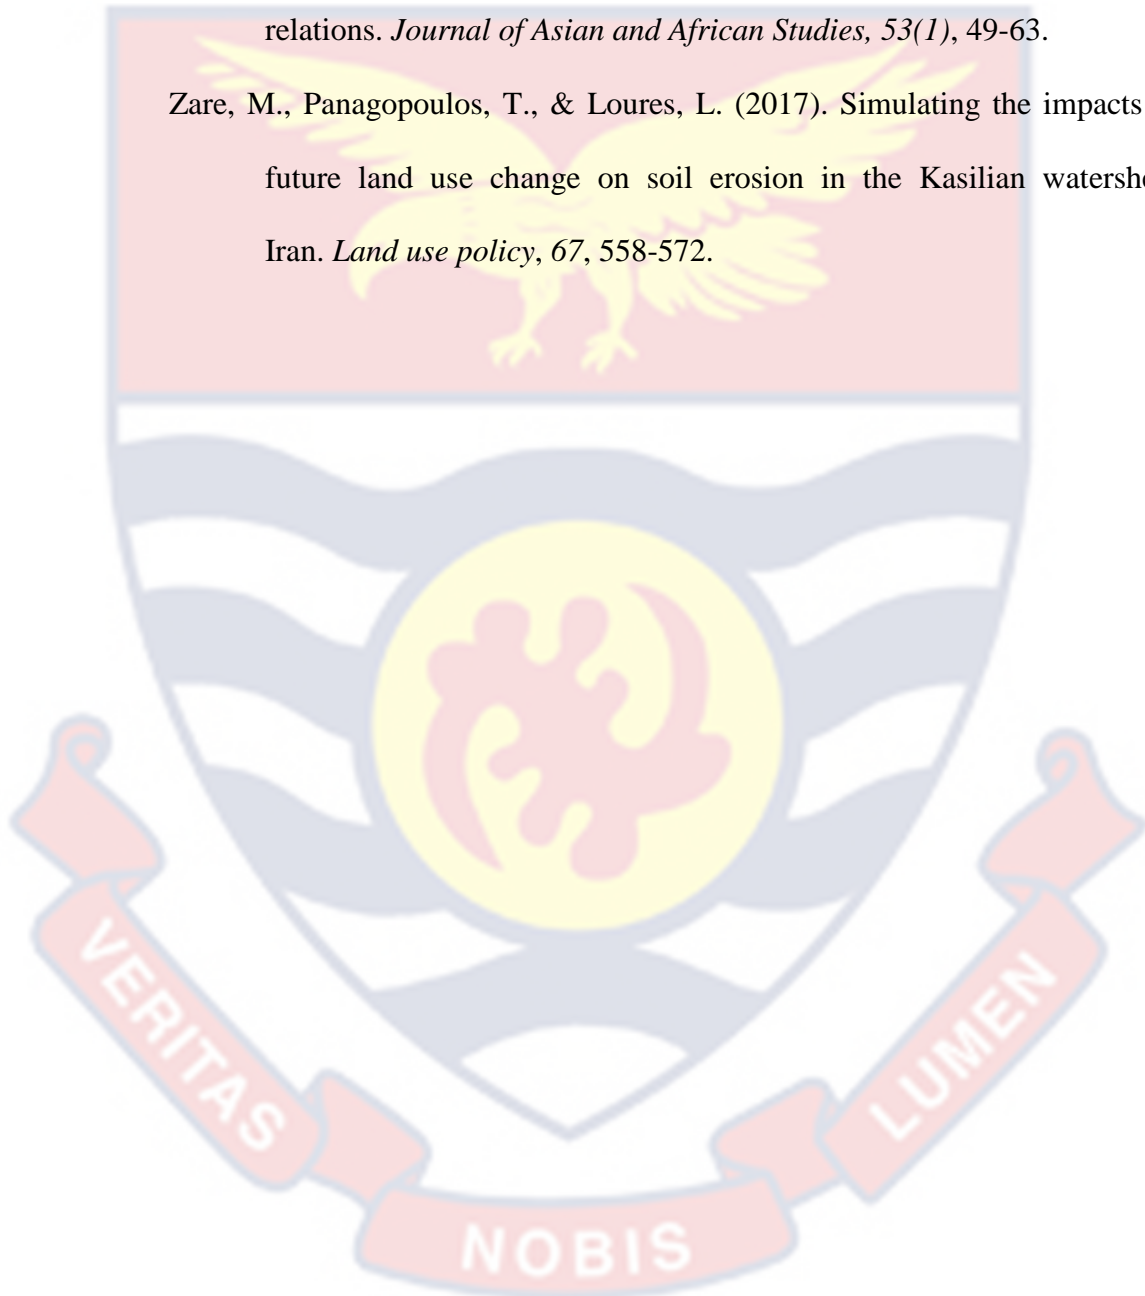 relations. Journal of Asian and African Studies, 53(1), 49-63.
Zare, M., Panagopoulos, T., & Loures, L. (2017). Simulating the impacts
future land use change on soil erosion in the Kasilian
Iran. Land use policy, 67, 558-572.
VERITAS
NOBIS
LUMEN